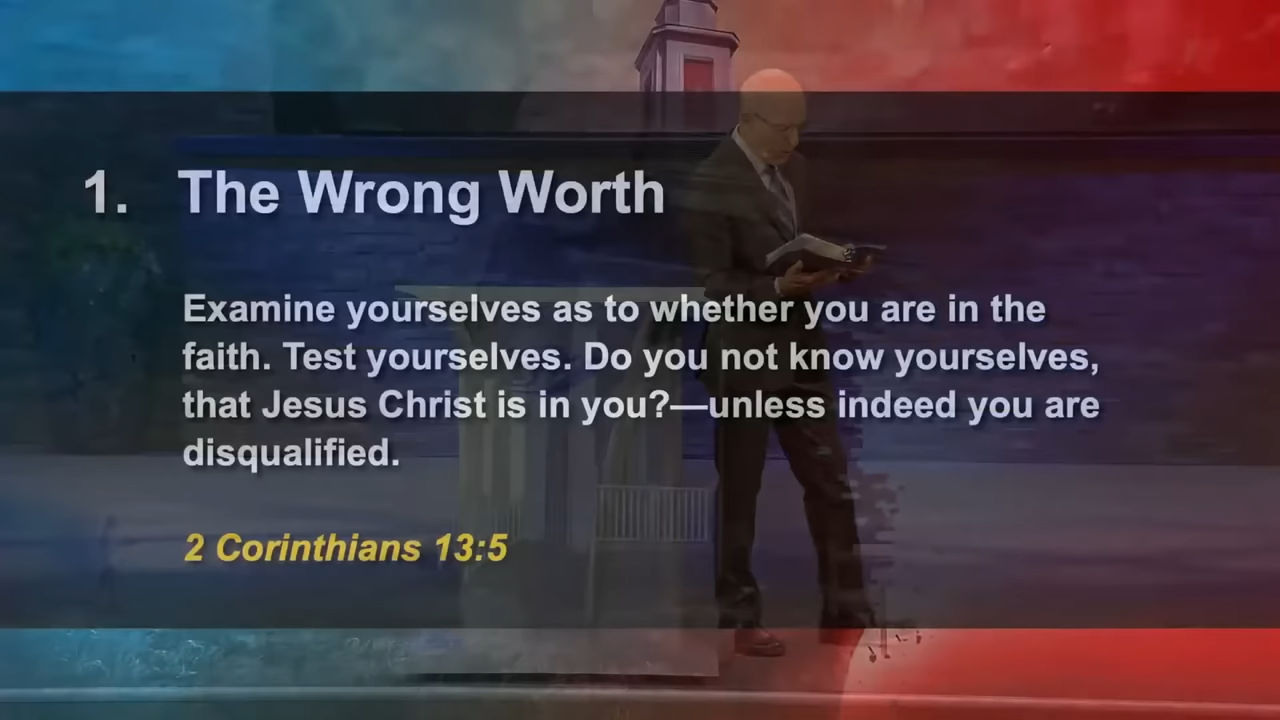 1. The Wrong Worth
Examine yourselves as to whether you are in the
faith. Test yourselves. Do you not know yourselves,
that Jesus Christ is in you?—unless indeed you are
disqualified.
2 Corinthians 13:5